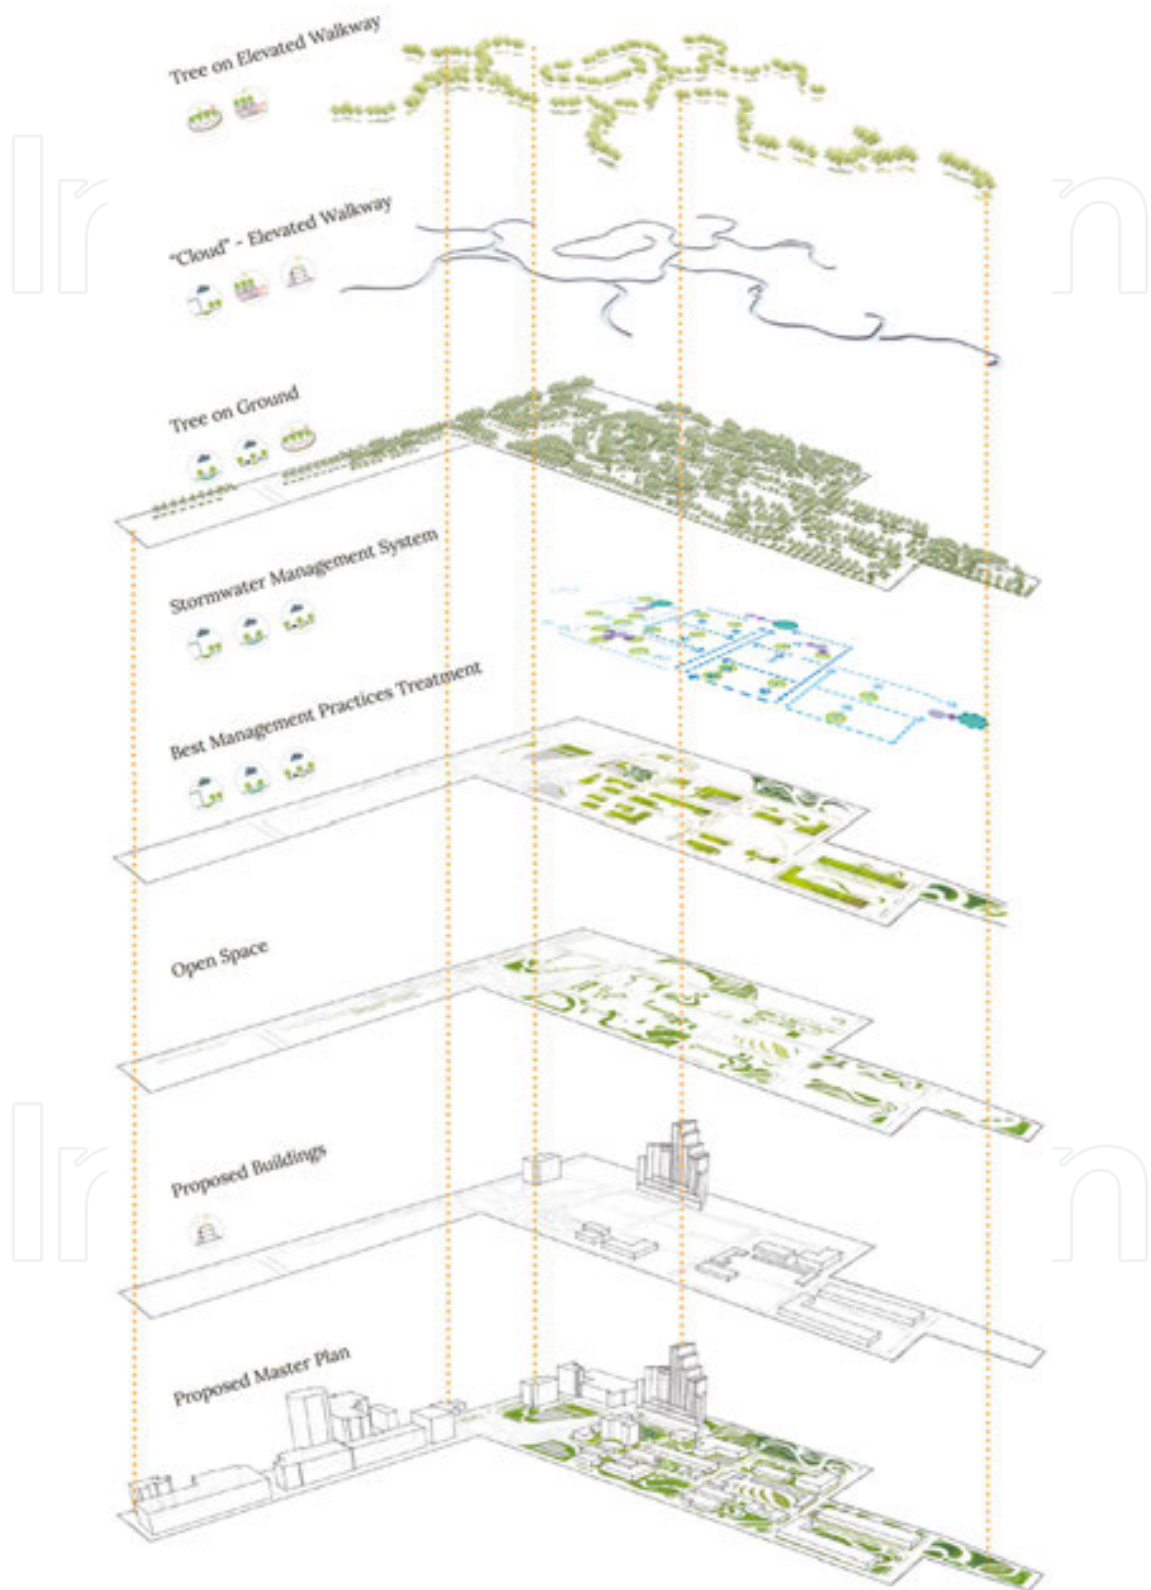 Tree on Elevated Walkway
"Cloud" - Elevated Walkway
Tree on Ground
Stormwater Management System
Best Management Practices Treatment
Open Space
Proposed Buildings
Proposed Master Plan